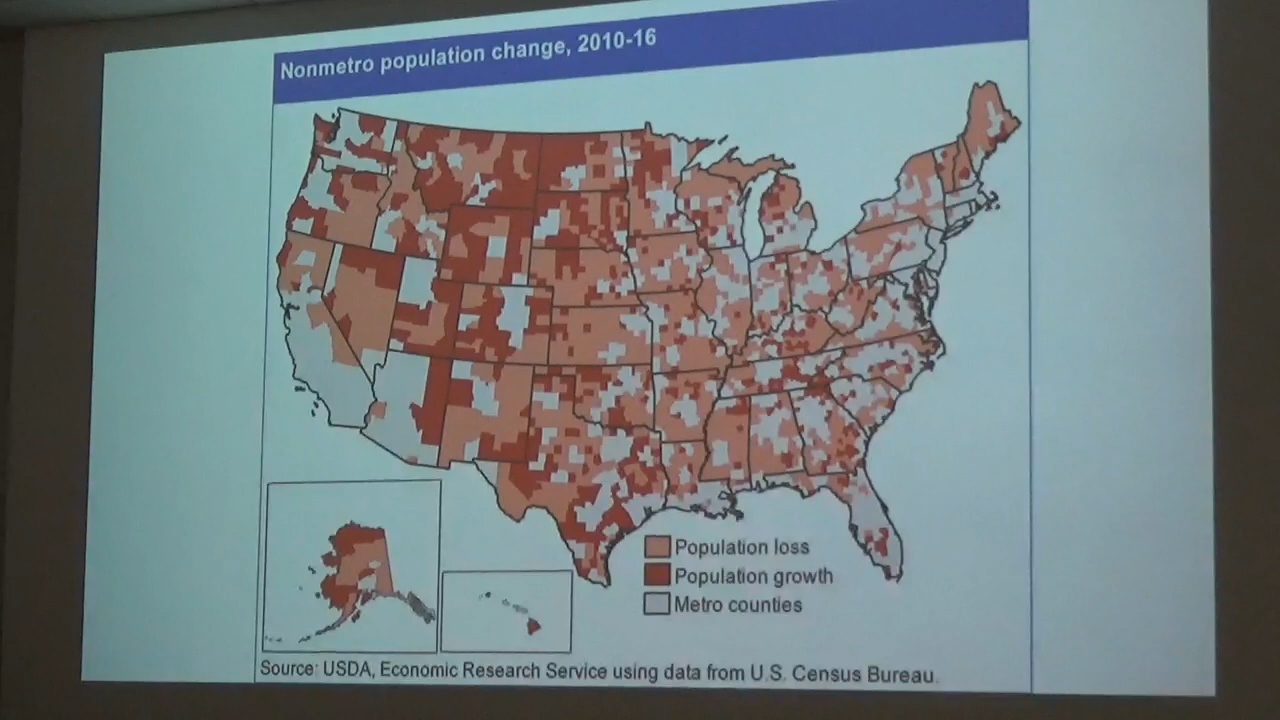 Nonmetro population change, 2010-16
Population loss
Population growth
Metro counties
Source: USDA, Economic Research Service using data from U.S. Census Bureau.